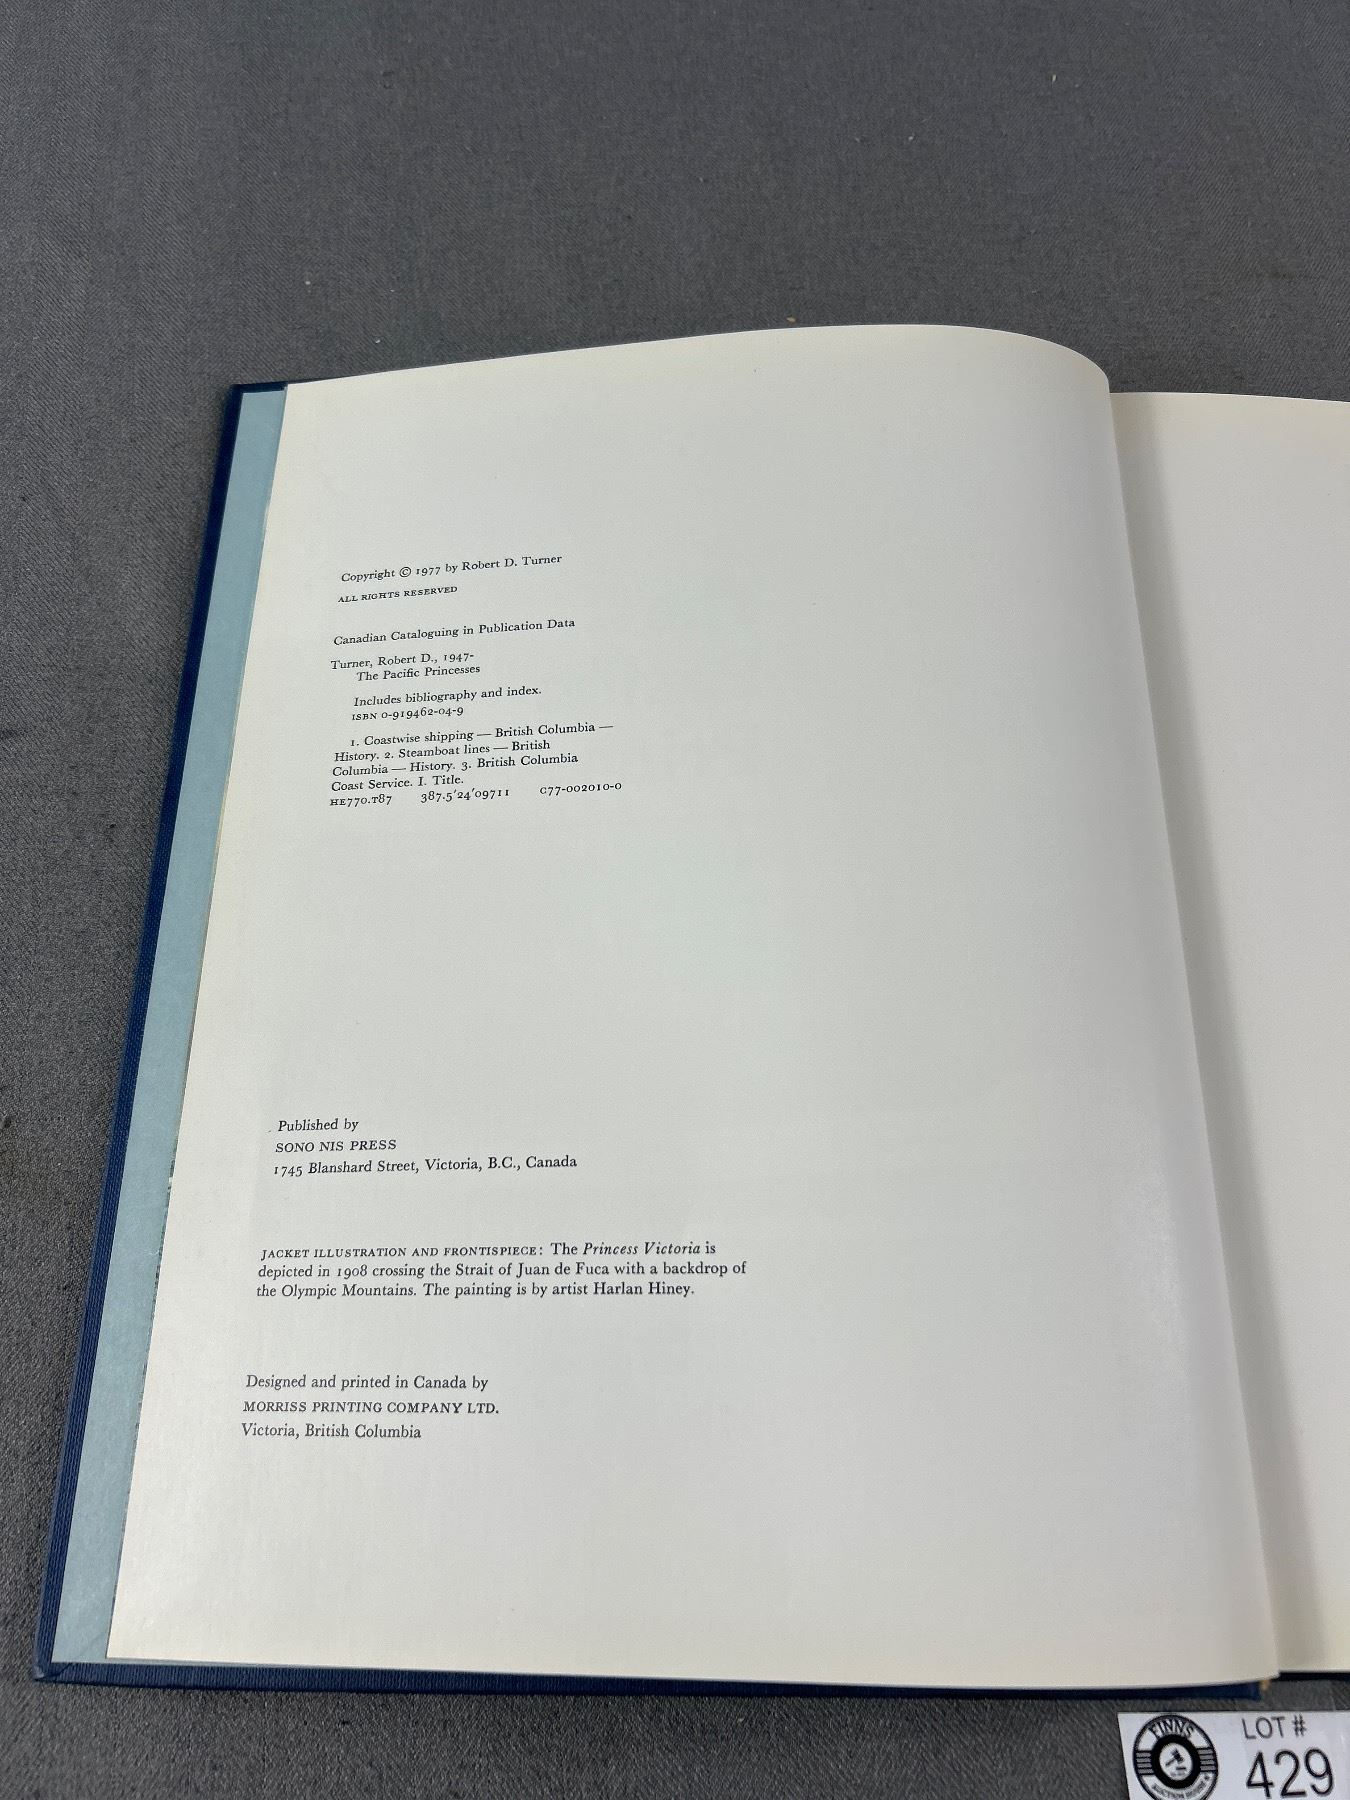 Copyright © 1977 by Robert D. Turner
ALL RIGHTS RESERVED
Canadian Cataloguing in Publication Data
Turner, Robert D., 1947-
The Pacific Princesses
Includes bibliography and index.
ISBN 0-919462-04-9
1. Coastwise shipping — British Columbia —
History. 2. Steamboat lines — British
Columbia — History. 3. British Columbia
Coast Service. I. Title.
HE770.T87 387.5'24'09711 C77-002010-0
Published by
SONO NIS PRESS
1745 Blanshard Street, Victoria, B.C., Canada
JACKET ILLUSTRATION AND FRONTISPIECE: The Princess Victoria is
depicted in 1908 crossing the Strait of Juan de Fuca with a backdrop of
the Olympic Mountains. The painting is by artist Harlan Hiney.
Designed and printed in Canada by
MORRISS PRINTING COMPANY LTD.
Victoria, British Columbia
FINNS
AUCTION HOUSE
LOT #
429